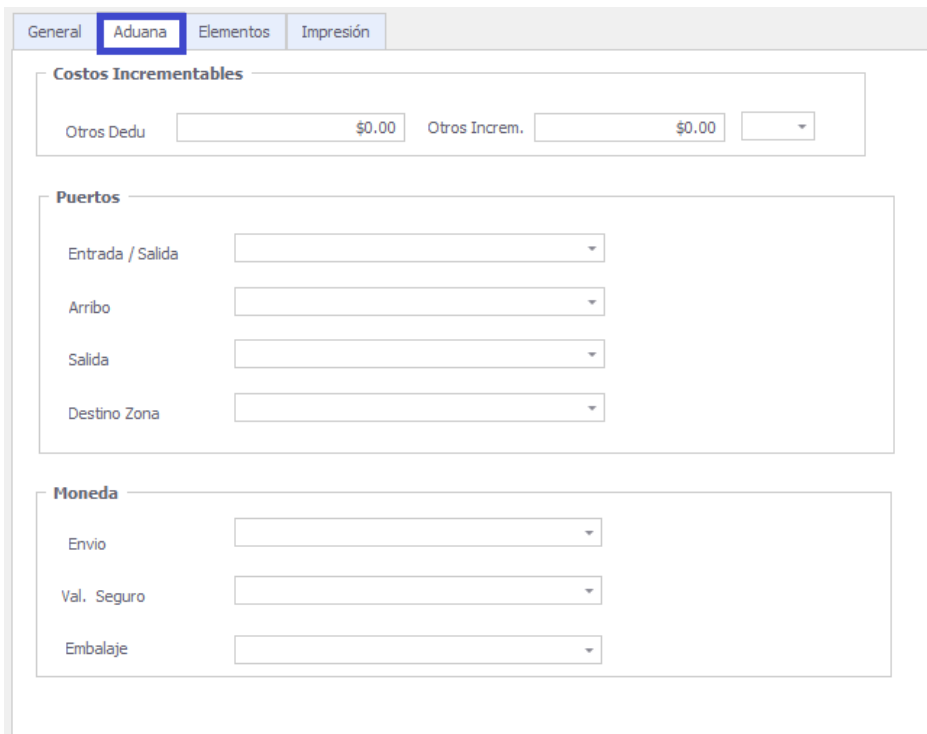 General Aduana Elementos Impresión
Costos Incrementables
Otros Dedu $0.00 Otros Increm. $0.00
Puertos
Entrada / Salida
Arribo
Salida
Destino Zona
Moneda
Envio
Val. Seguro
Embalaje